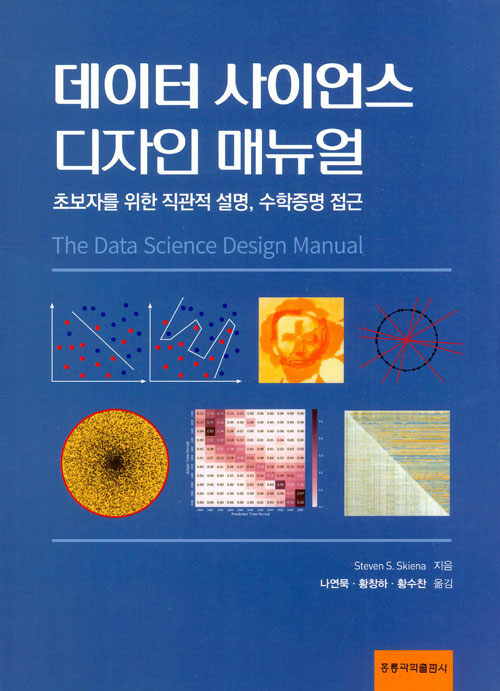 데이터 사이언스
디자인 매뉴얼
초보자를 위한 직관적 설명, 수학증명 접근
The Data Science Design Manual
Predicted Time Period
Steven S. Skiena 지음
나연묵 · 황창하 · 황수찬 옮김
홍릉과학출판사